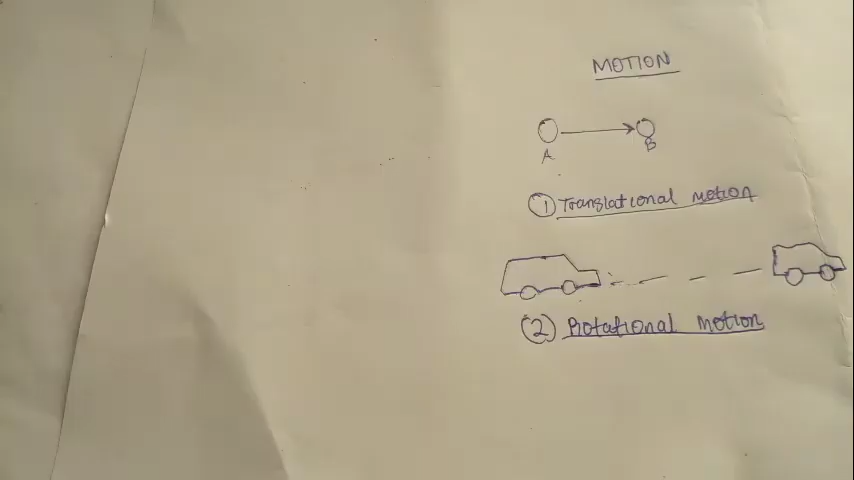 MOTION
A B
① Translational motion
② Rotational motion